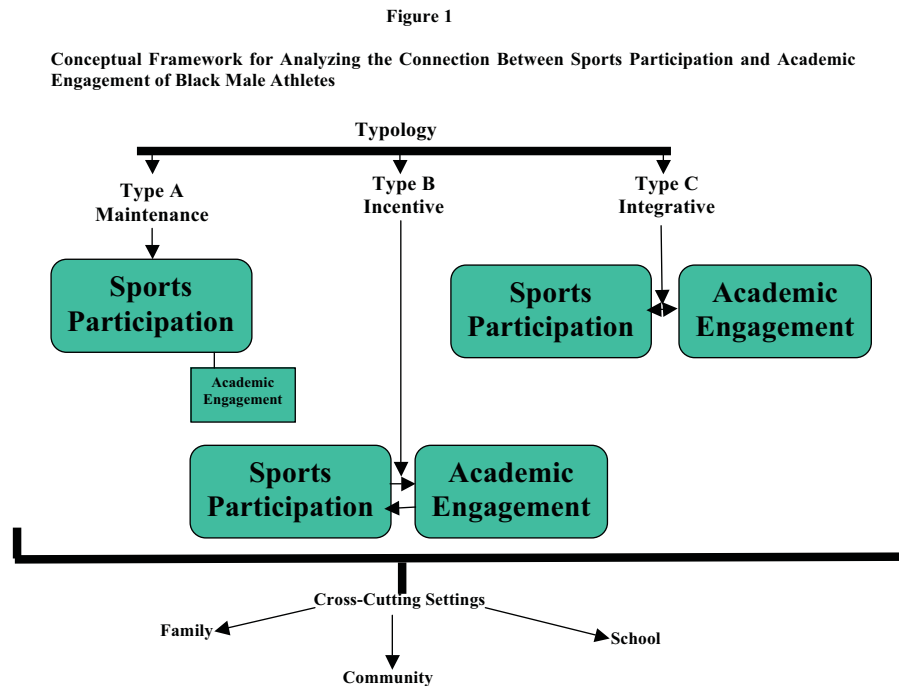 Figure 1
Conceptual Framework for Analyzing the Connection Between Sports Participation and Academic
Engagement of Black Male Athletes
Typology
Type A
Maintenance
Type B
Incentive
Type C
Integrative
Sports
Participation
Academic
Engagement
Sports
Participation
Academic
Engagement
Sports
Participation
Academic
Engagement
Cross-Cutting Settings
Family
School
Community